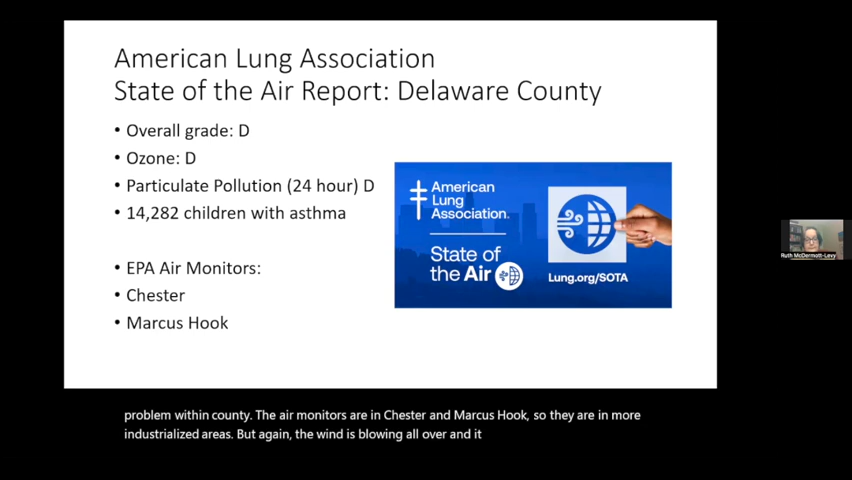 American Lung Association
State of the Air Report: Delaware County
• Overall grade: D
• Ozone: D
• Particulate Pollution (24 hour) D
• 14,282 children with asthma
• EPA Air Monitors:
• Chester
• Marcus Hook
American
Lung
Association.
State of
the Air
Lung.org/SOTA
Ruth McDermott-Levy
problem within county. The air monitors are in Chester and Marcus Hook, so they are in more
industrialized areas. But again, the wind is blowing all over and it